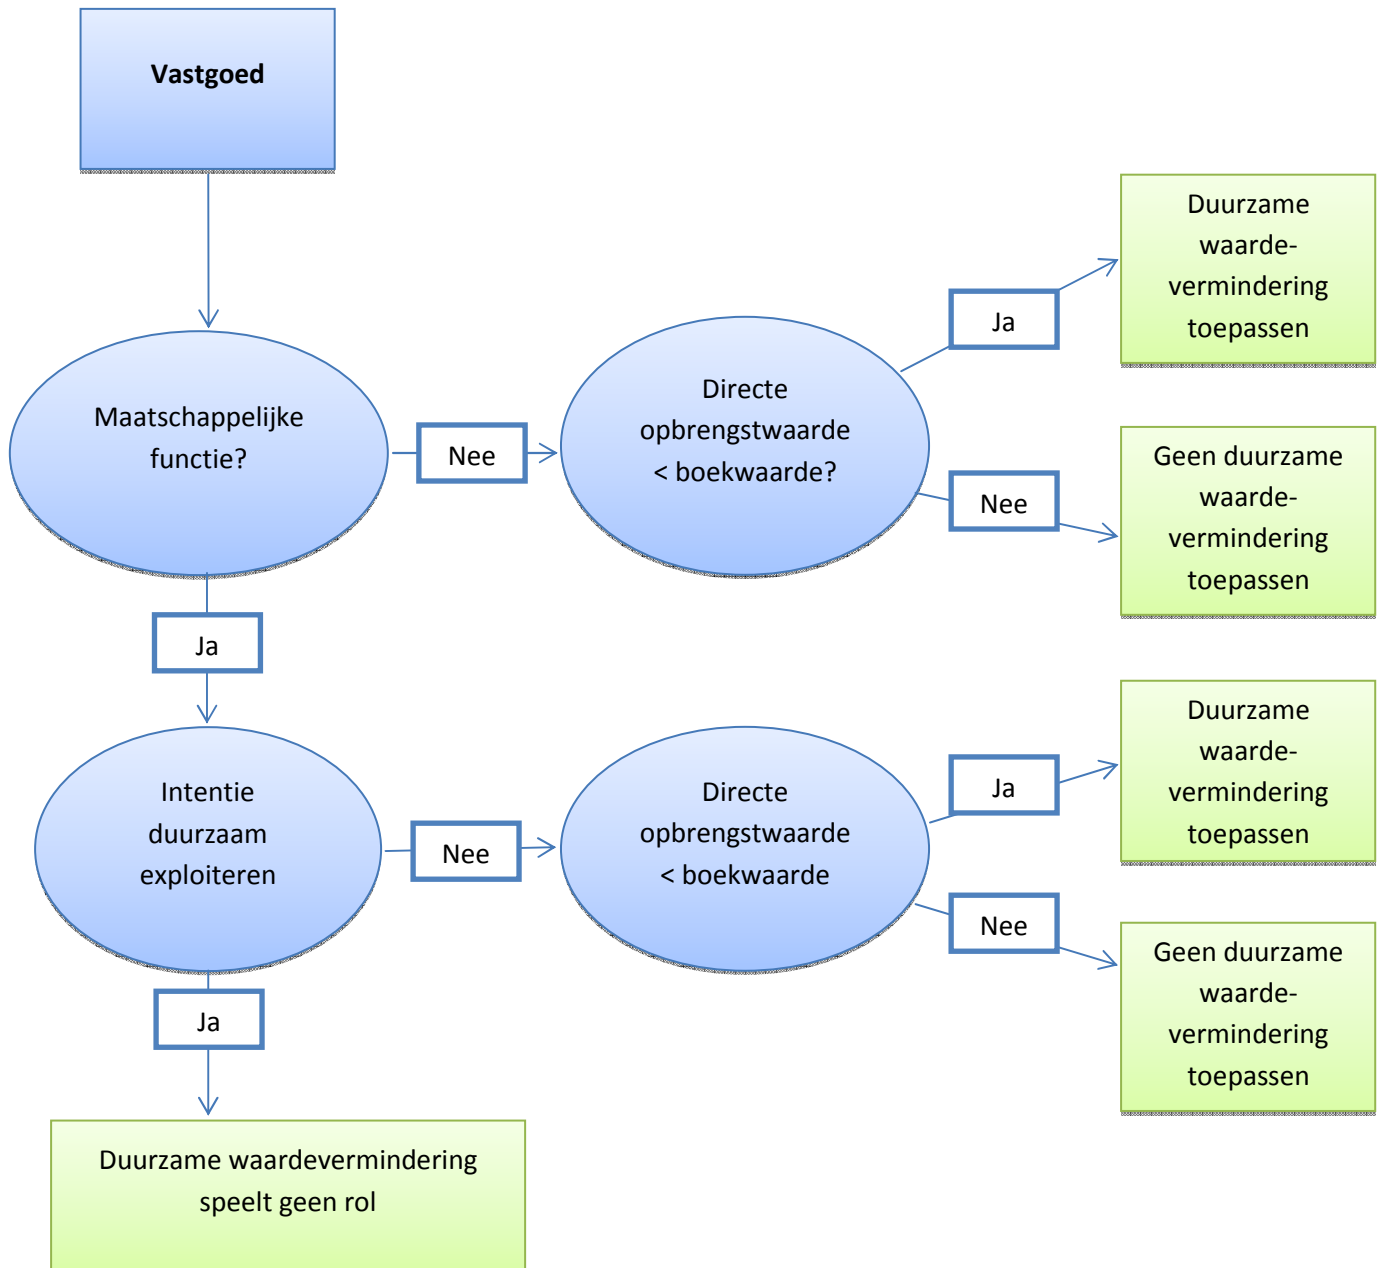 Vastgoed
Maatschappelijke
functie?
Nee
Directe
opbrengstwaarde
< boekwaarde?
Ja
Duurzame
waarde-
vermindering
toepassen
Nee
Geen duurzame
waarde-
vermindering
toepassen
Ja
Intentie
duurzaam
exploiteren
Nee
Directe
opbrengstwaarde
< boekwaarde
Ja
Duurzame
waarde-
vermindering
toepassen
Nee
Geen duurzame
waarde-
vermindering
toepassen
Ja
Duurzame waardevermindering
speelt geen rol